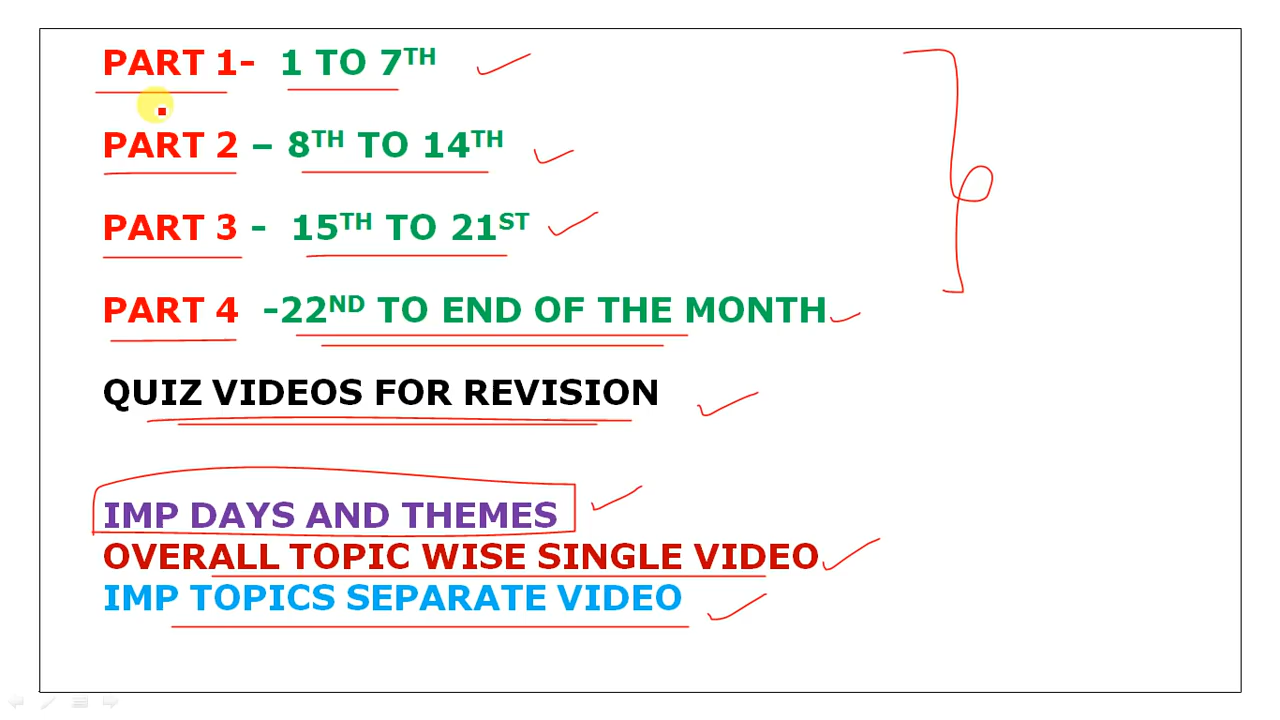 PART 1- 1 TO 7TH
PART 2 – 8TH TO 14TH
PART 3 - 15TH TO 21ST
PART 4 -22ND TO END OF THE MONTH
QUIZ VIDEOS FOR REVISION
IMP DAYS AND THEMES
OVERALL TOPIC WISE SINGLE VIDEO
IMP TOPICS SEPARATE VIDEO